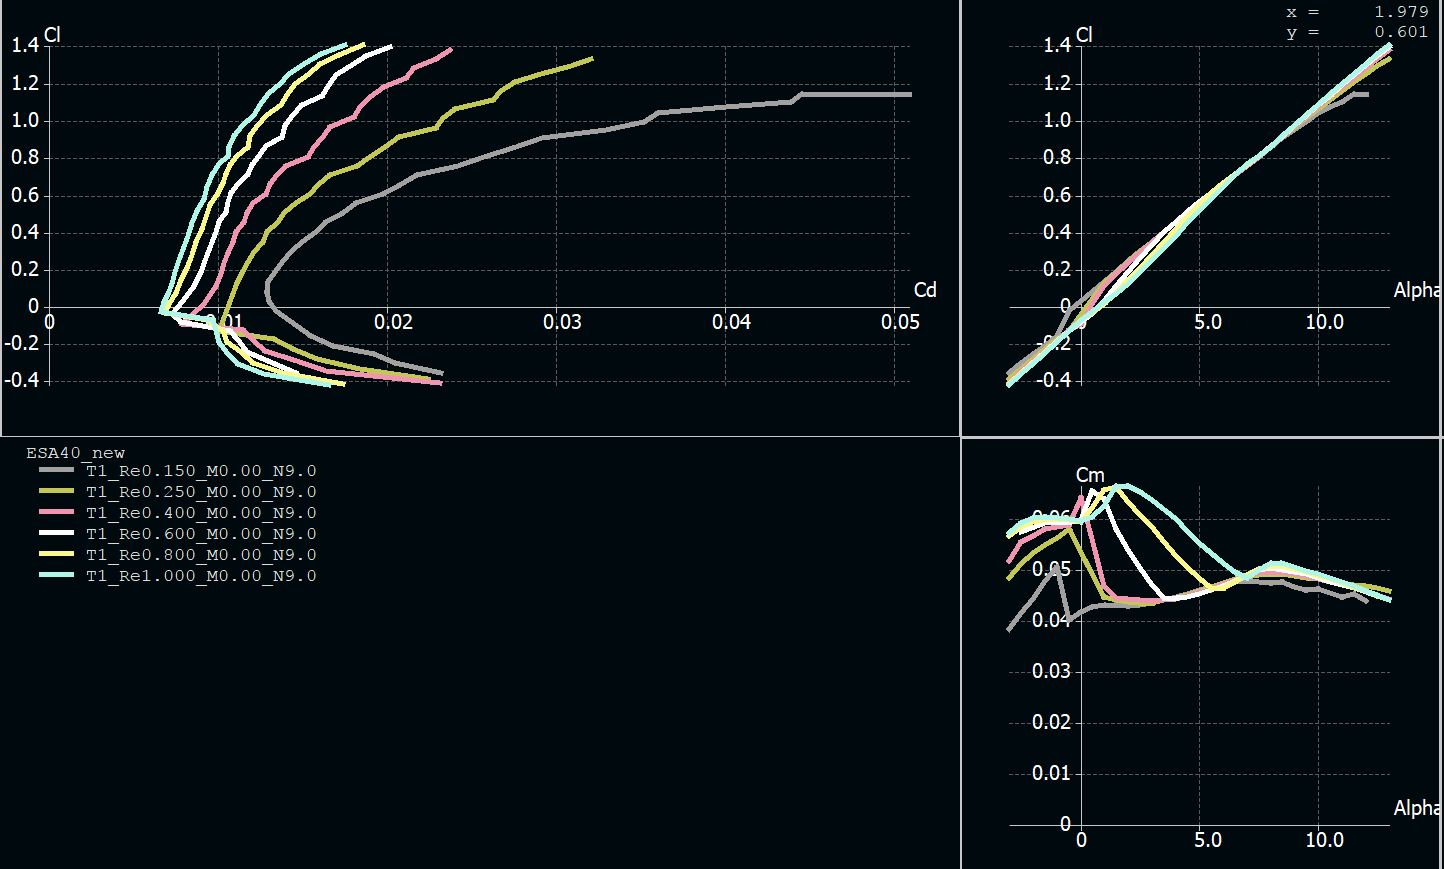 Cl
1.4
1.2
1.0
0.8
0.6
0.4
0.2
0
-0.2
-0.4
Cd
0 0.01 0.02 0.03 0.04 0.05
x = 1.979
y = 0.601
Cl
1.4
1.2
1.0
0.8
0.6
0.4
0.2
0
-0.2
-0.4
Alpha
0 5.0 10.0
ESA40_new
T1_Re0.150_M0.00_N9.0
T1_Re0.250_M0.00_N9.0
T1_Re0.400_M0.00_N9.0
T1_Re0.600_M0.00_N9.0
T1_Re0.800_M0.00_N9.0
T1_Re1.000_M0.00_N9.0
Cm
0.06
0.05
0.04
0.03
0.02
0.01
0
Alpha
0 5.0 10.0